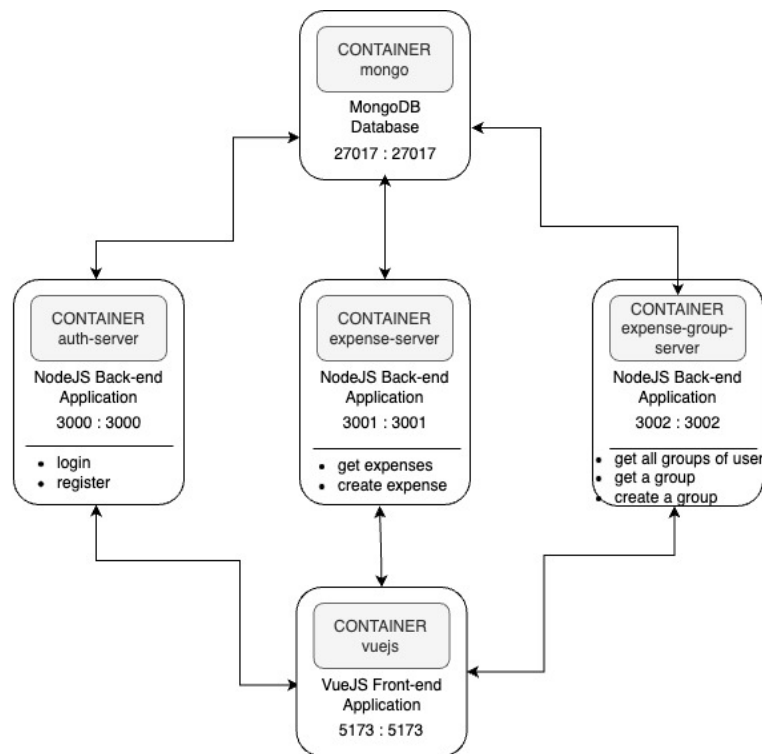 CONTAINER
mongo
MongoDB
Database
27017 : 27017
CONTAINER
auth-server
NodeJS Back-end
Application
3000 : 3000
• login
• register
CONTAINER
expense-server
NodeJS Back-end
Application
3001 : 3001
• get expenses
• create expense
CONTAINER
expense-group-
server
NodeJS Back-end
Application
3002 : 3002
• get all groups of user
• get a group
• create a group
CONTAINER
vuejs
VueJS Front-end
Application
5173 : 5173